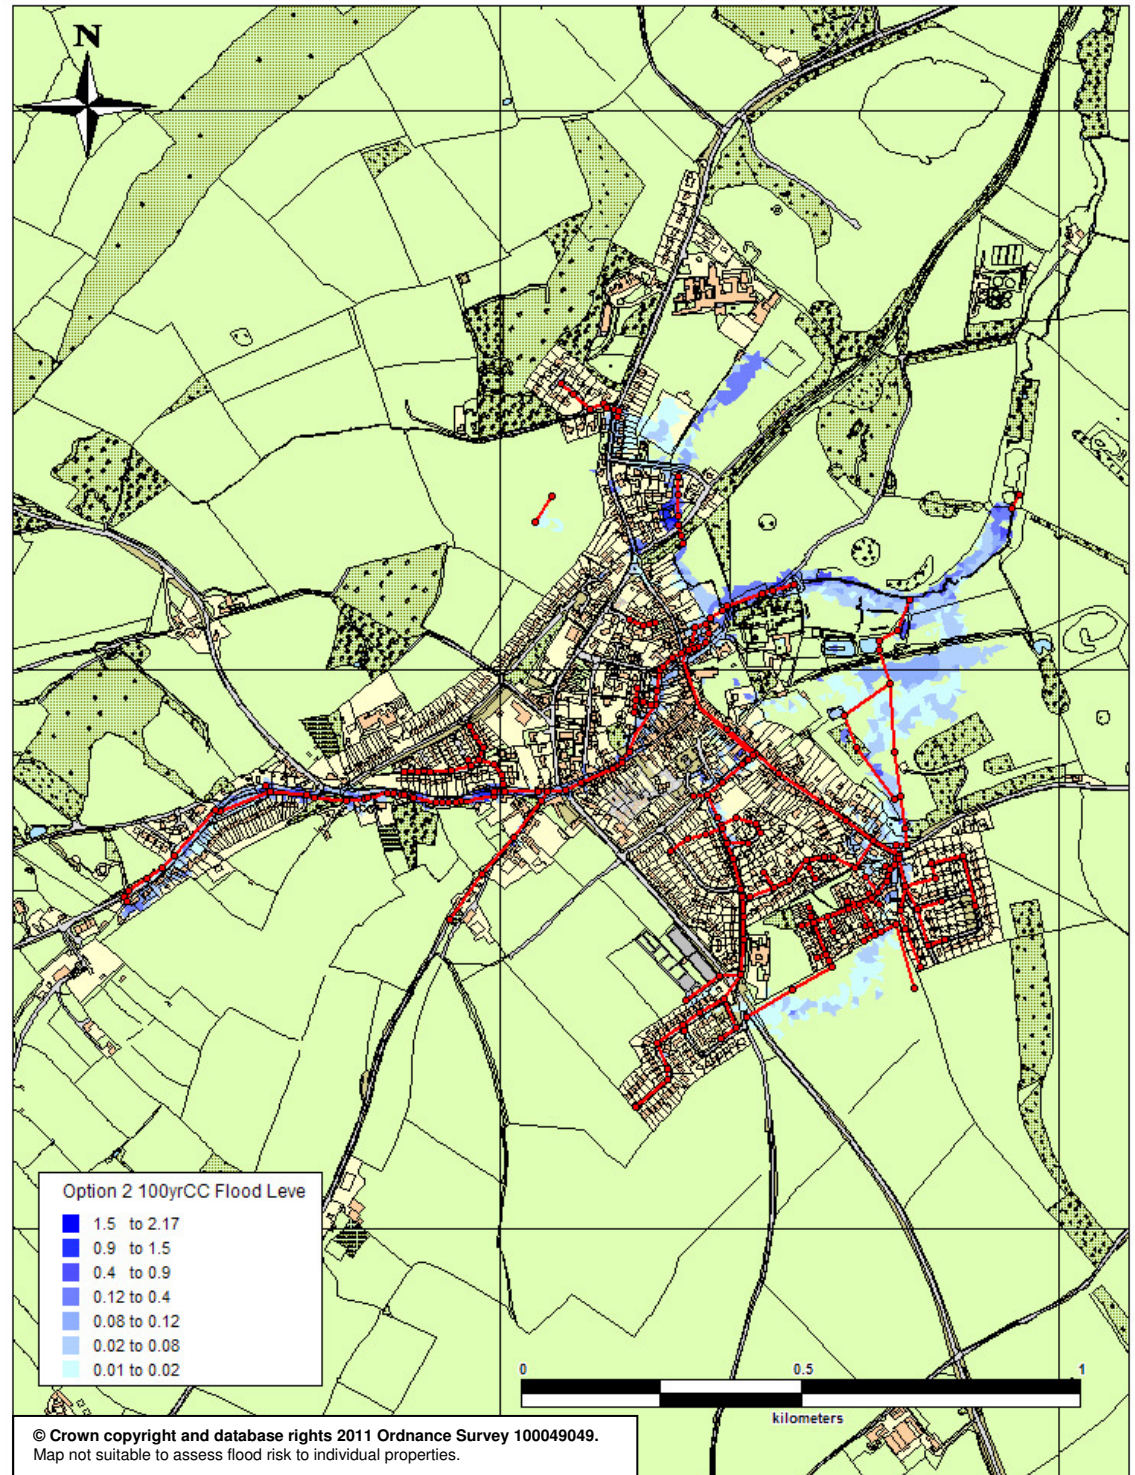 N
Option 2 100yrCC Flood Leve
1.5 to 2.17
0.9 to 1.5
0.4 to 0.9
0.12 to 0.4
0.08 to 0.12
0.02 to 0.08
0.01 to 0.02
0 0.5 1
kilometers
© Crown copyright and database rights 2011 Ordnance Survey 100049049.
Map not suitable to assess flood risk to individual properties.